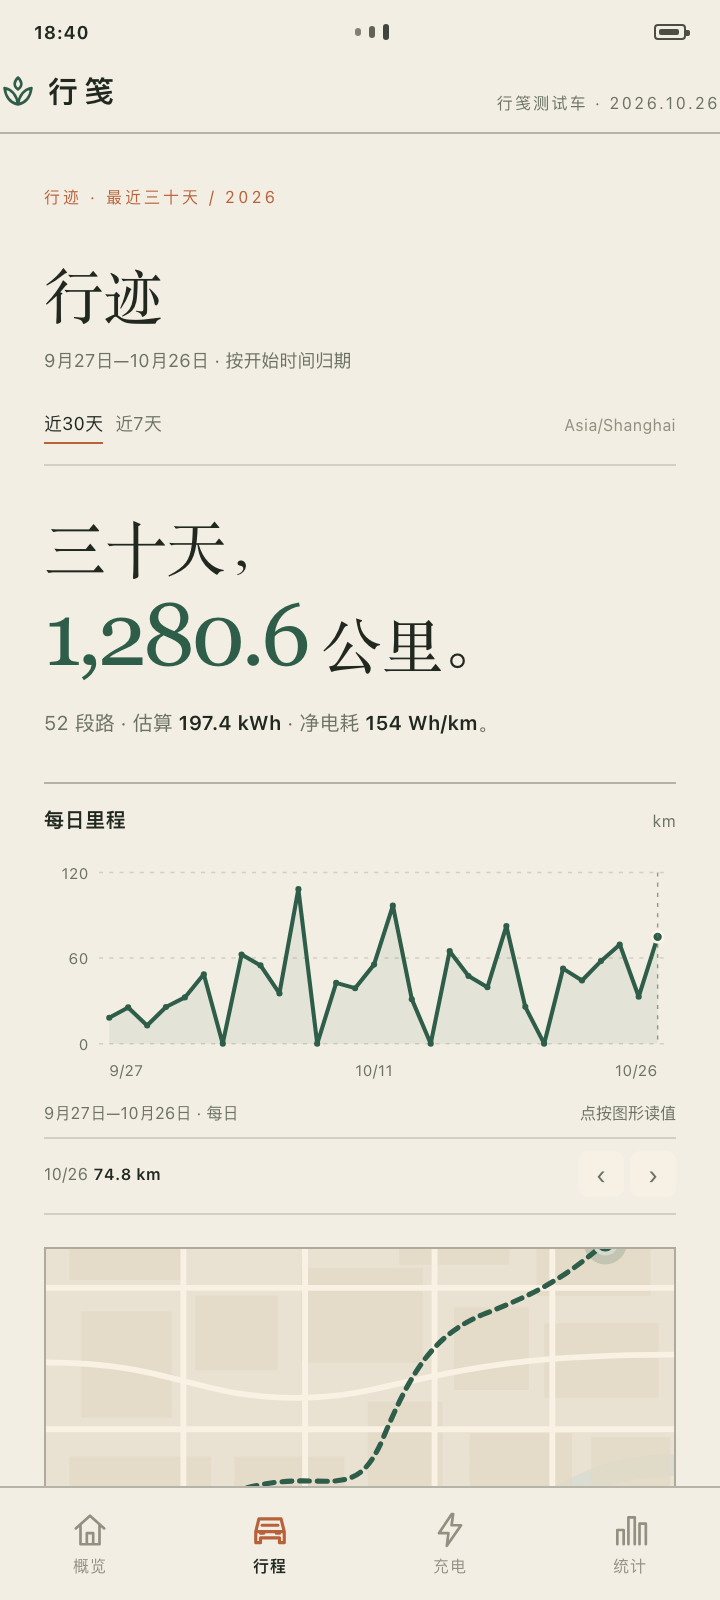 18:40
行笺
行笺测试车 · 2026.10.26
行迹 · 最近三十天 / 2026
行迹
9月27日—10月26日 · 按开始时间归期
近30天 近7天 Asia/Shanghai
三十天，
1,280.6 公里。
52 段路 · 估算 197.4 kWh · 净电耗 154 Wh/km。
每日里程 km
120
60
0
9/27 10/11 10/26
9月27日—10月26日 · 每日 点按图形读值
10/26 74.8 km ‹ ›
概览 行程 充电 统计